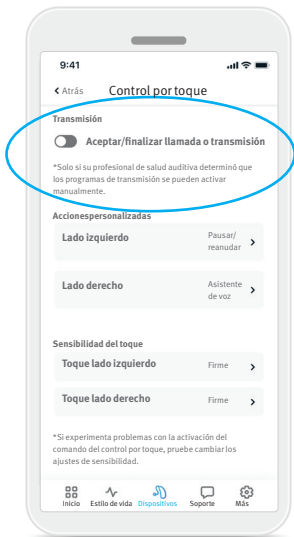 9:41
Atrás Control por toque
Transmisión
Aceptar/finalizar llamada o transmisión
*Solo si su profesional de salud auditiva determinó que
los programas de transmisión se pueden activar
manualmente.
Accionespersonalizadas
Lado izquierdo Pausar/
reanudar
Lado derecho Asistente
de voz
Sensibilidad del toque
Toque lado izquierdo Firme
Toque lado derecho Firme
*Si experimenta problemas con la activación del
comando del control por toque, pruebe cambiar los
ajustes de sensibilidad.
Inicio Estilo de vida Dispositivos Soporte Más